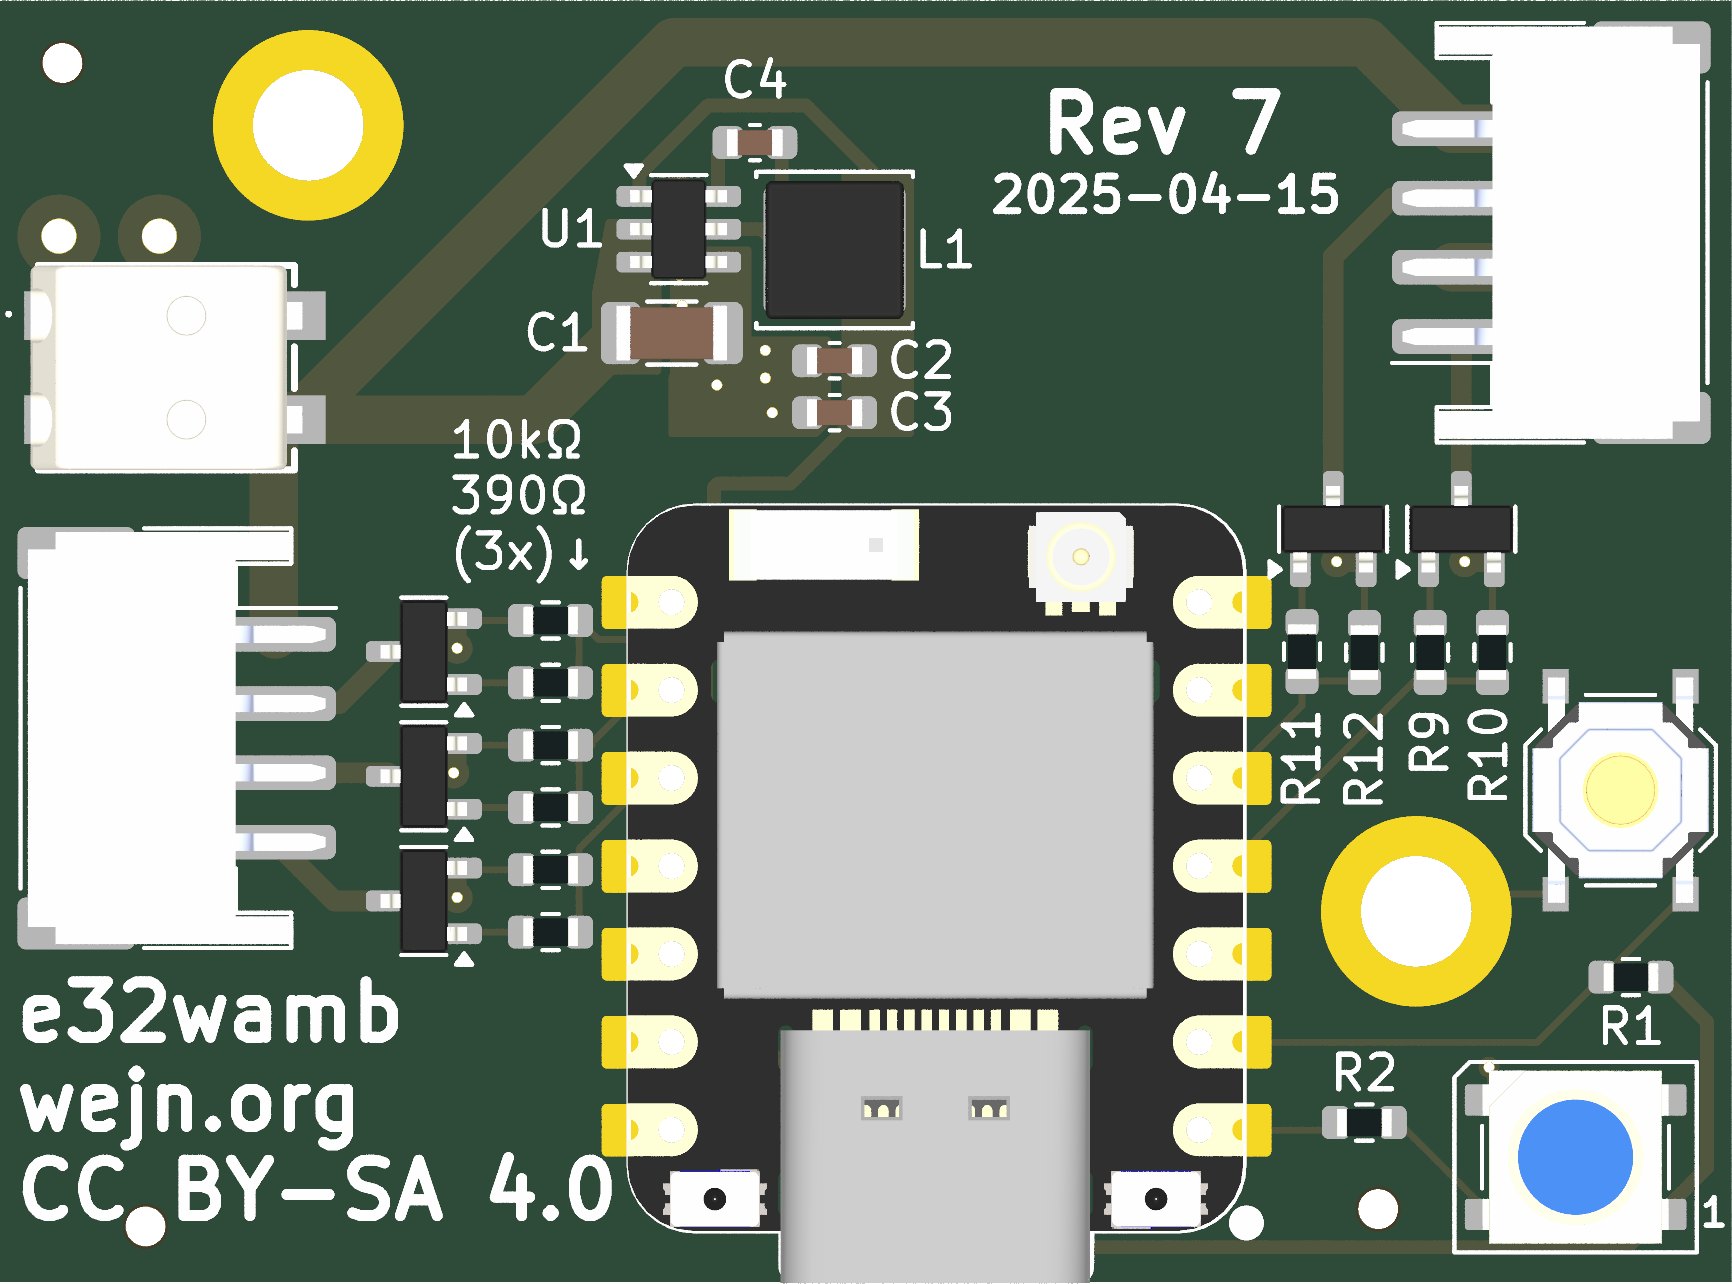 C4
Rev 7
2025-04-15
U1
L1
C1
C2
C3
10kΩ
390Ω
(3x)↓
R11
R12
R9
R10
e32wamb
wejn.org
CC BY-SA 4.0
R1
R2
1